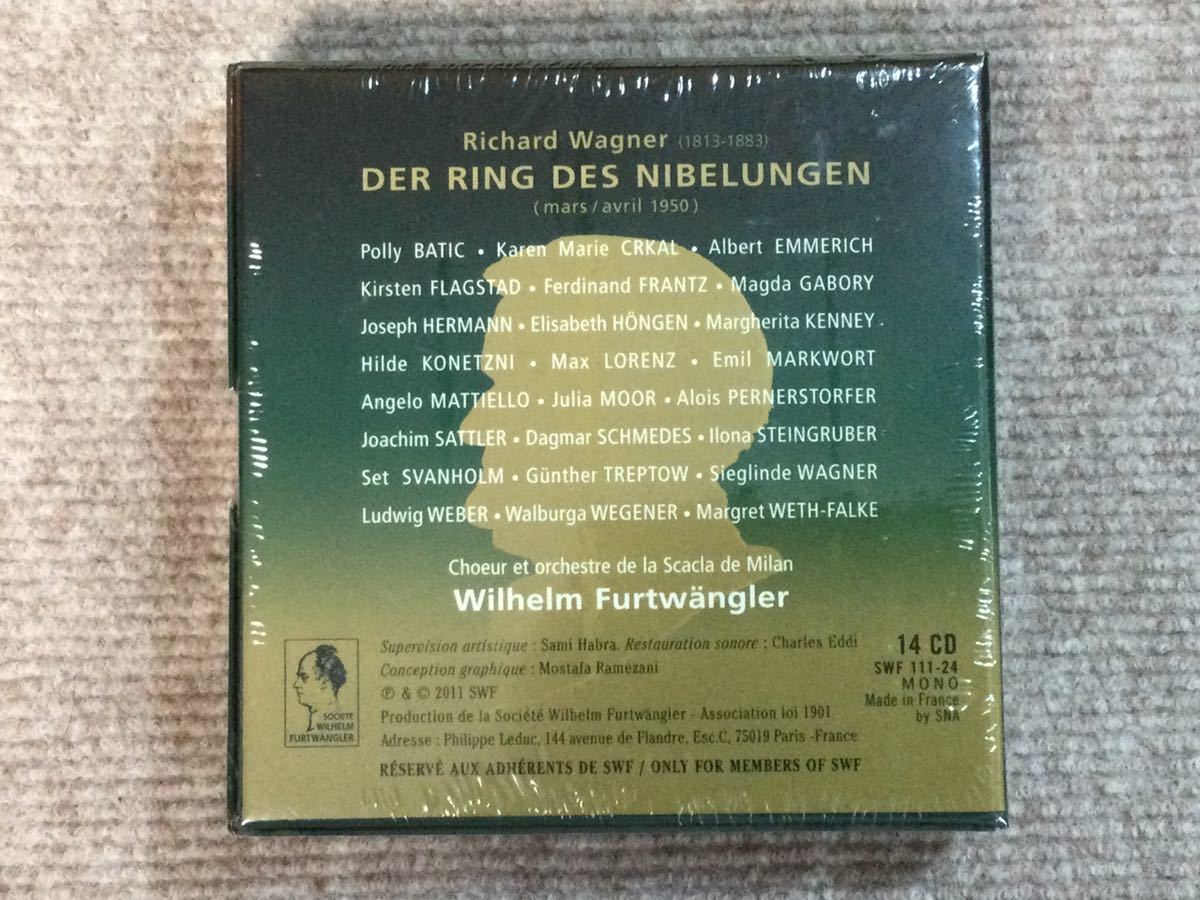 Richard Wagner (1813-1883)
DER RING DES NIBELUNGEN
(mars/avril 1950)
Polly BATIC • Karen Marie CRKAL • Albert EMMERICH
Kirsten FLAGSTAD • Ferdinand FRANTZ • Magda GABORY
Joseph HERMANN • Elisabeth HÖNGEN • Margherita KENNEY
Hilde KONETZNI • Max LORENZ • Emil MARKWORT
Angelo MATTIELLO • Julia MOOR • Alois PERNERSTORFER
Joachim SATTLER • Dagmar SCHMEDES • Ilona STEINGRUBER
Set SVANHOLM • Günther TREPTOW • Sieglinde WAGNER
Ludwig WEBER • Walburga WEGENER • Margret WETH-FALKE
Choeur et orchestre de la Scacla de Milan
Wilhelm Furtwängler
SOCIETE
WILHELM
FURTWÄNGLER
Supervision artistique : Sami Habra. Restauration sonore : Charles Eddi
Conception graphique : Mostafa Ramezani
℗ & © 2011 SWF
Production de la Société Wilhelm Furtwängler - Association loi 1901
Adresse : Philippe Leduc, 144 avenue de Flandre, Esc.C, 75019 Paris -France
RÉSERVÉ AUX ADHÉRENTS DE SWF / ONLY FOR MEMBERS OF SWF
14 CD
SWF 111-24
MONO
Made in France
by SNA